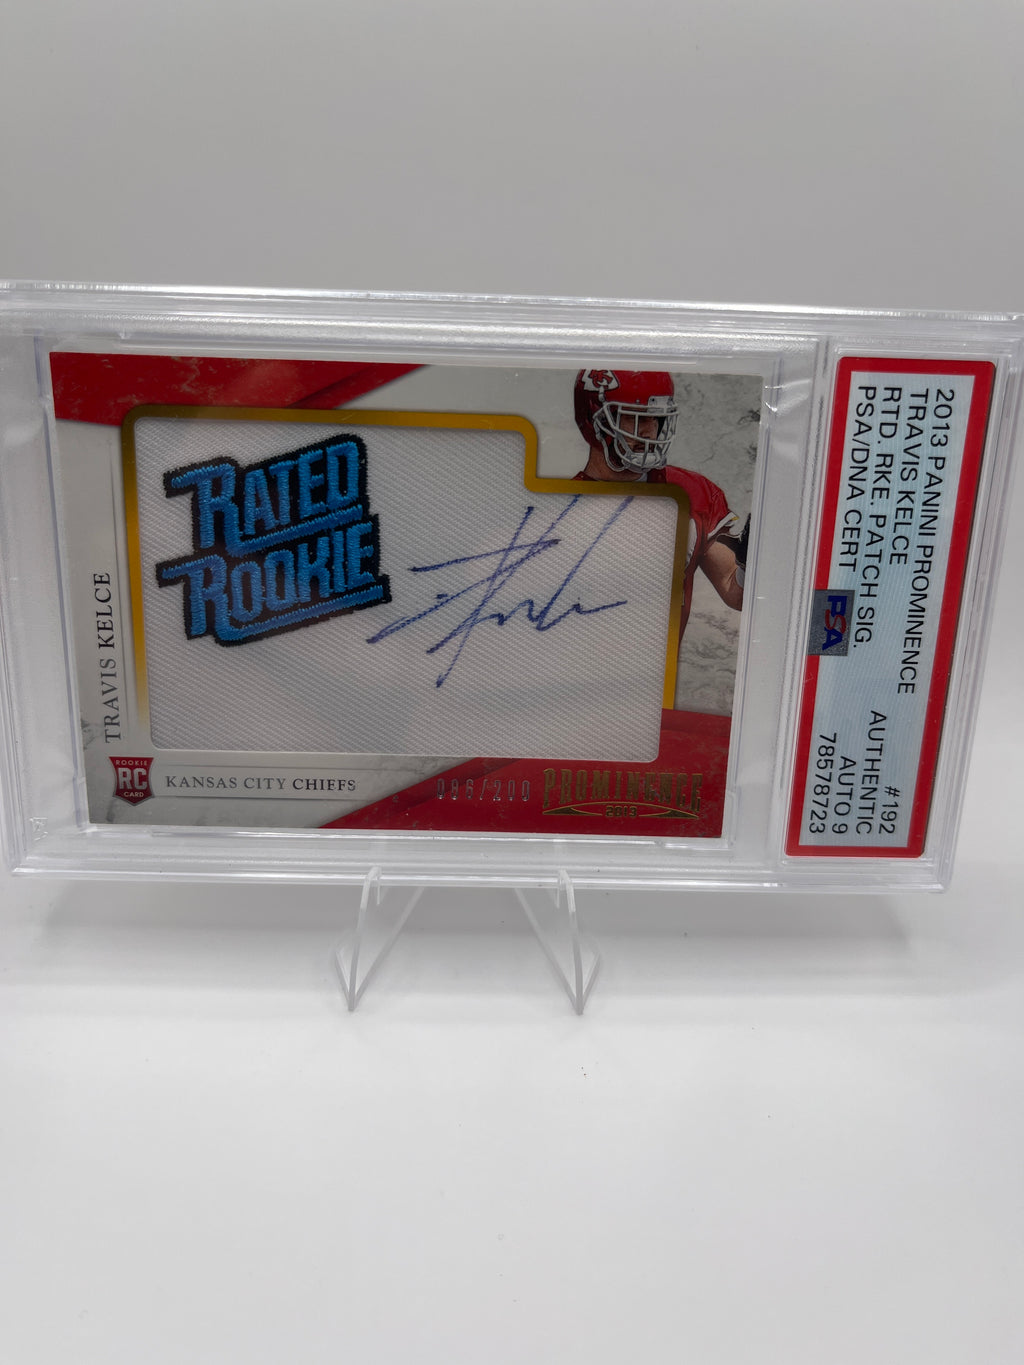 RATED
ROOKIE
TRAVIS KELCE
ROOKIE
RC
CARD
KANSAS CITY CHIEFS
096/200
PROMINENCE
2013
2013 PANINI PROMINENCE #192
TRAVIS KELCE AUTHENTIC
RTD. RKE. PATCH SIG. AUTO 9
PSA/DNA CERT 78578723
PSA